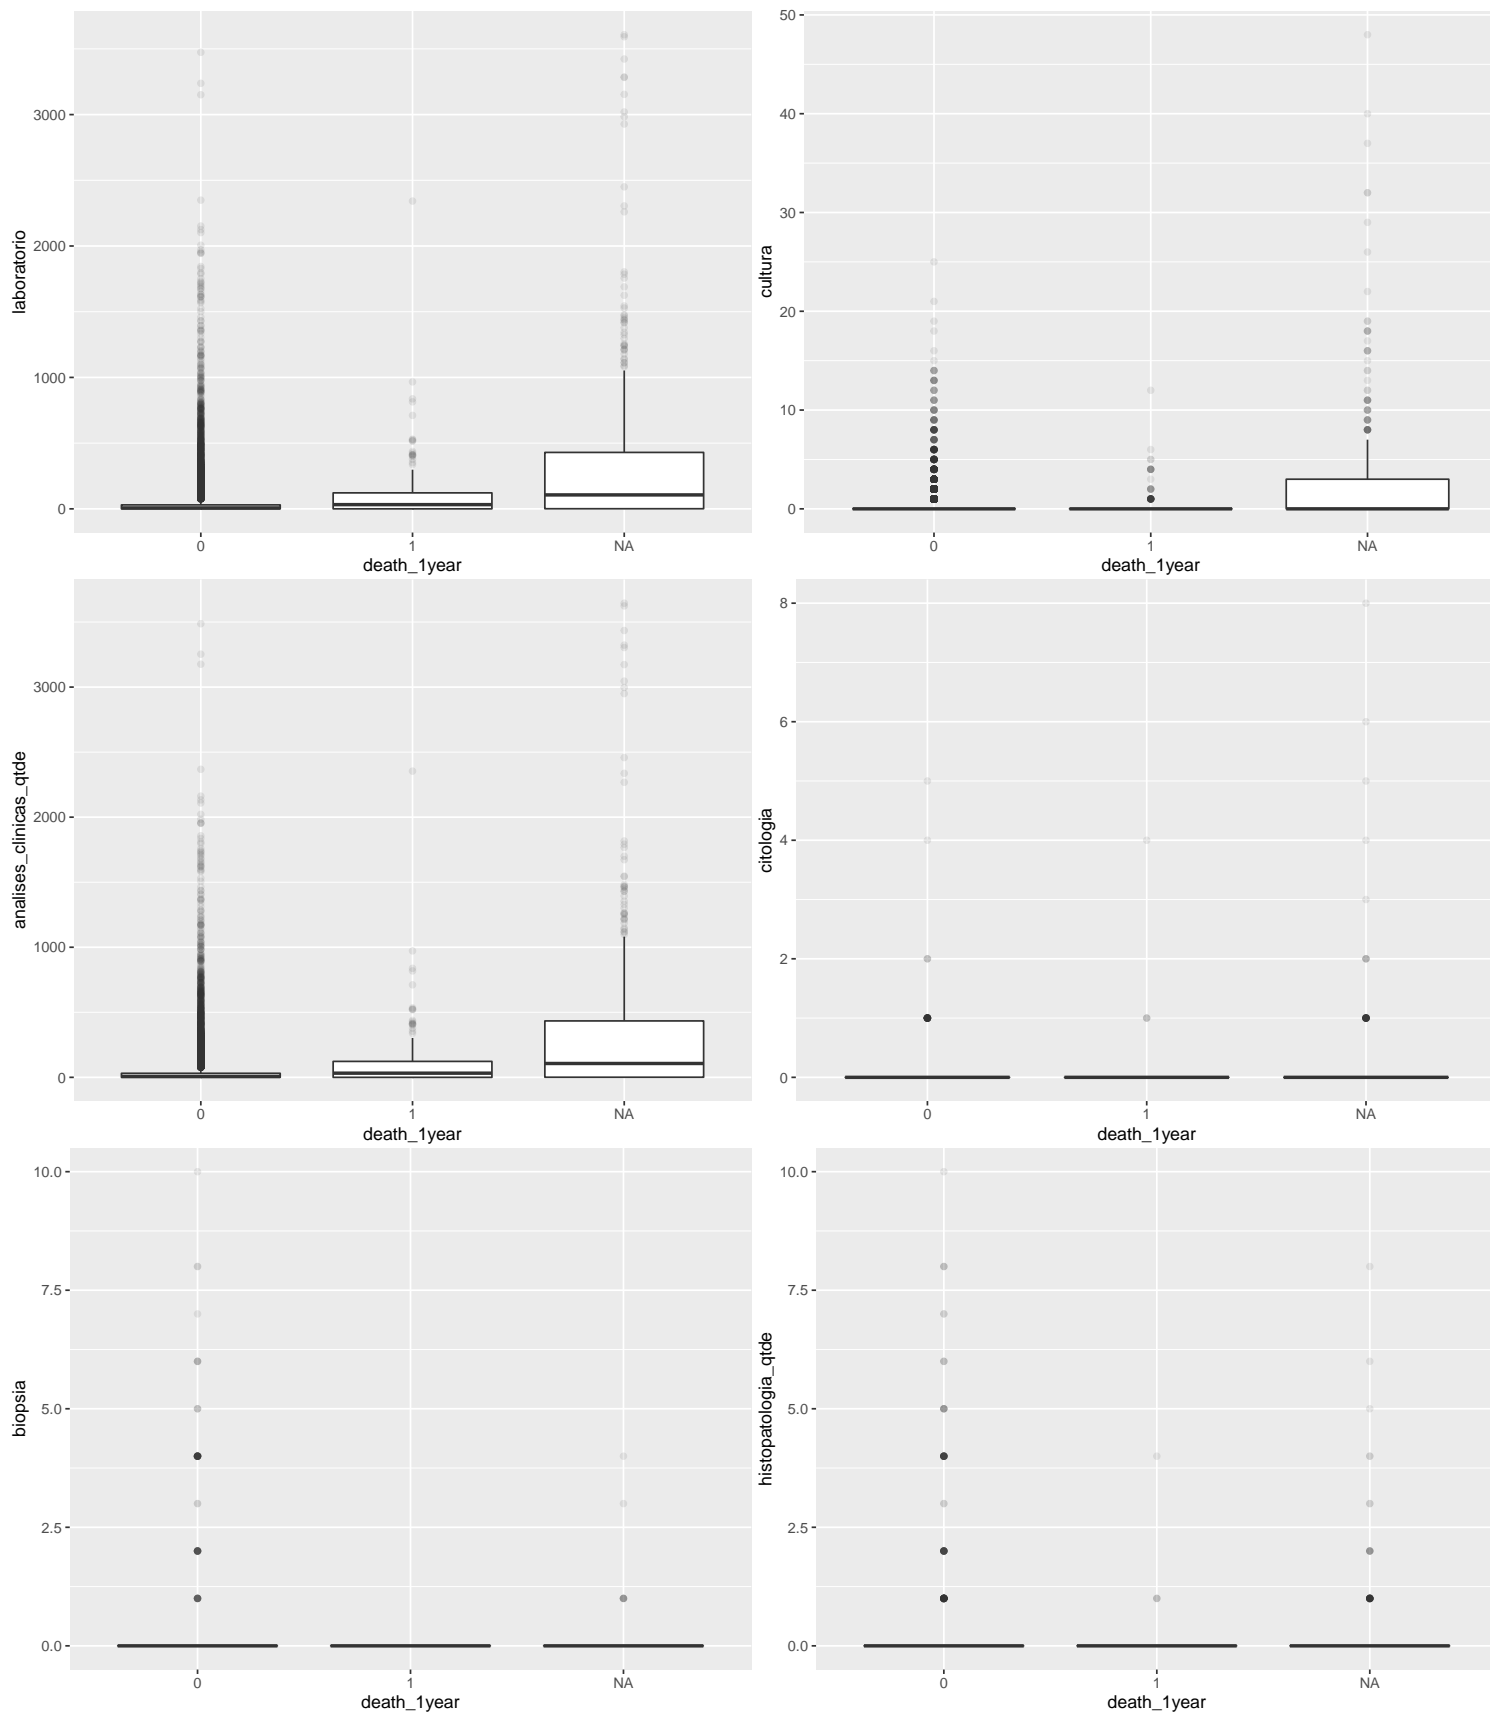 laboratorio
3000
2000
1000
0
0 1 NA
death_1year
cultura
50
40
30
20
10
0
0 1 NA
death_1year
analises_clinicas_qtde
3000
2000
1000
0
0 1 NA
death_1year
citologia
8
6
4
2
0
0 1 NA
death_1year
biopsia
10.0
7.5
5.0
2.5
0.0
0 1 NA
death_1year
histopatologia_qtde
10.0
7.5
5.0
2.5
0.0
0 1 NA
death_1year